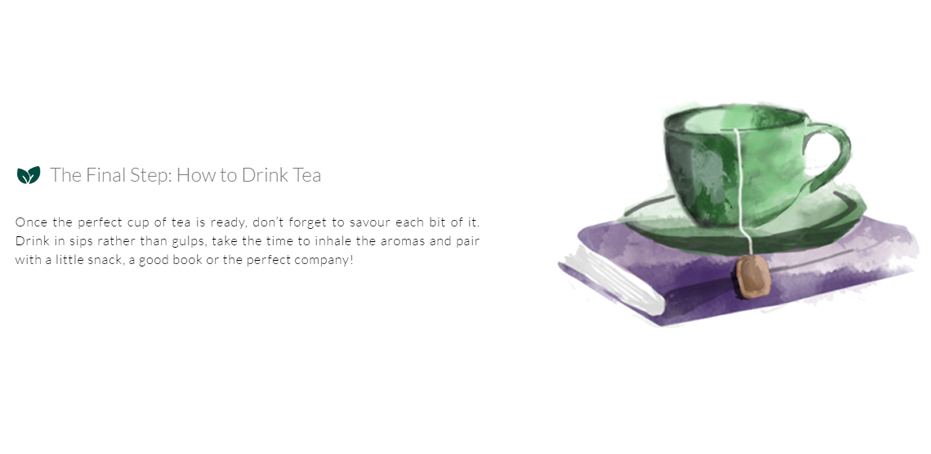 The Final Step: How to Drink Tea
Once the perfect cup of tea is ready, don't forget to savour each bit of it.
Drink in sips rather than gulps, take the time to inhale the aromas and pair
with a little snack, a good book or the perfect company!